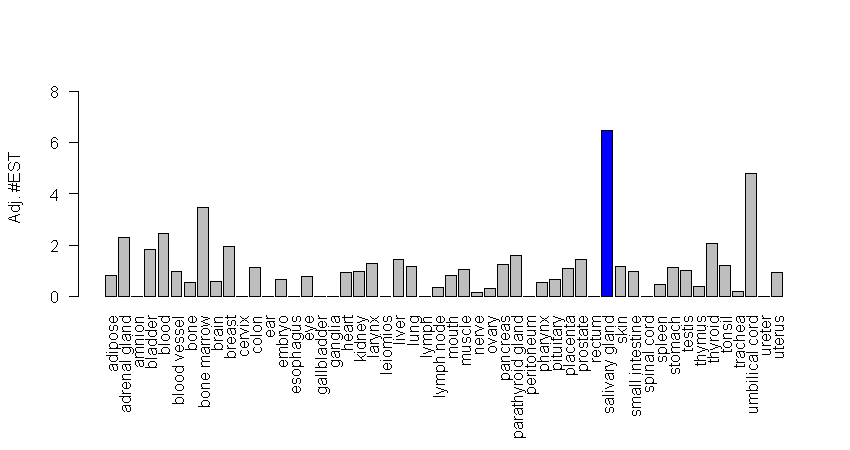 Adj. #EST
8
6
4
2
0
adipose
adrenal gland
amnion
bladder
blood
blood vessel
bone
bone marrow
brain
breast
cervix
colon
ear
embryo
esophagus
eye
gallbladder
ganglia
heart
kidney
larynx
leiomios
liver
lung
lymph
lymph node
mouth
muscle
nerve
ovary
pancreas
parathyroid gland
peritoneum
pharynx
pituitary
placenta
prostate
rectum
salivary gland
skin
small intestine
spinal cord
spleen
stomach
testis
thymus
thyroid
tonsil
trachea
umbilical cord
ureter
uterus